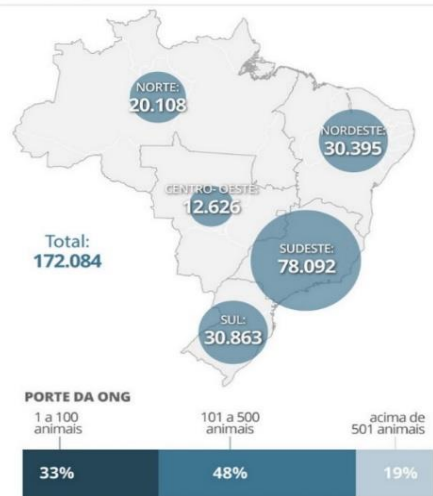 NORTE:
20.108
NORDESTE:
30.395
CENTRO-OESTE:
12.626
Total:
172.084
SUDESTE:
78.092
SUL:
30.863
PORTE DA ONG
1 a 100
animais
101 a 500
animais
acima de
501 animais
33%
48%
19%